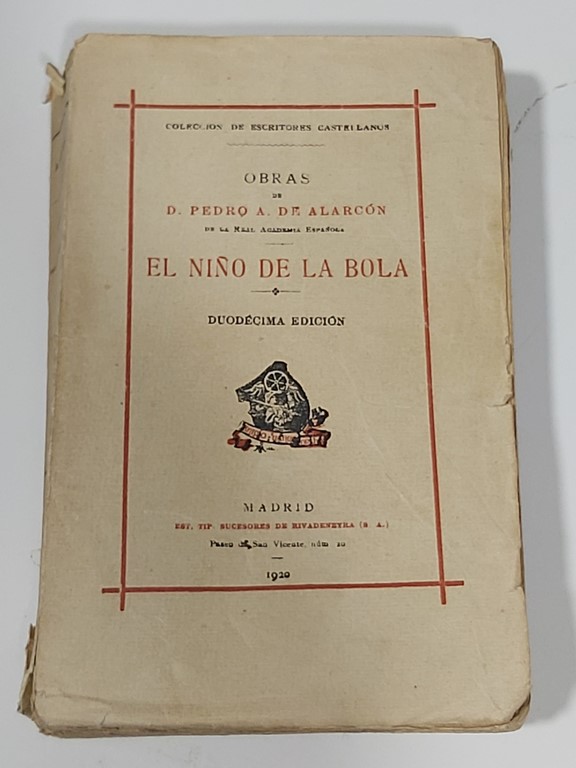 COLECCIÓN DE ESCRITORES CASTELLANOS
OBRAS
DE
D. PEDRO A. DE ALARCÓN
DE LA REAL ACADEMIA ESPAÑOLA
EL NIÑO DE LA BOLA
DUODÉCIMA EDICIÓN
MADRID
EST. TIP. SUCESORES DE RIVADENEYRA (S. A.)
Paseo de San Vicente, núm. 20
1920